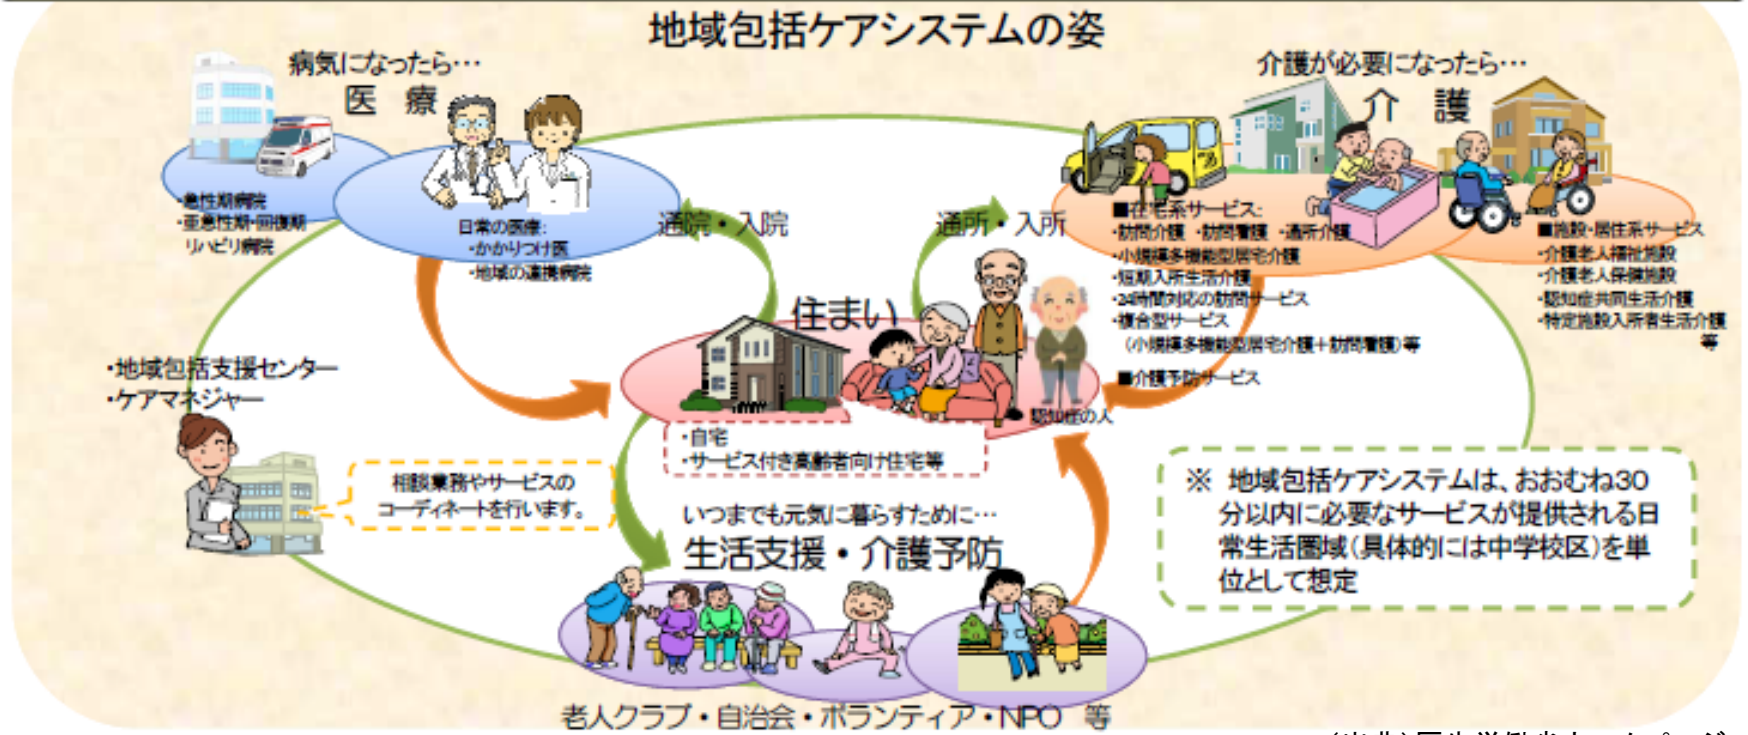 地域包括ケアシステムの姿
病気になったら…
医 療
・急性期病院
・亜急性期・回復期
リハビリ病院
日常の医療:
・かかりつけ医
・地域の連携病院
通院・入院
通所・入所
介護が必要になったら…
介 護
■在宅系サービス:
・訪問介護 ・訪問看護 ・通所介護
・小規模多機能型居宅介護
・短期入所生活介護
・24時間対応の訪問サービス
・複合型サービス
(小規模多機能型居宅介護+訪問看護)等
■介護予防サービス
■施設・居住系サービス
・介護老人福祉施設
・介護老人保健施設
・認知症共同生活介護
・特定施設入所者生活介護
等
住まい
認知症の人
・自宅
・サービス付き高齢者向け住宅等
・地域包括支援センター
・ケアマネジャー
相談業務やサービスの
コーディネートを行います。
いつまでも元気に暮らすために…
生活支援・介護予防
※ 地域包括ケアシステムは、おおむね30
分以内に必要なサービスが提供される日
常生活圏域(具体的には中学校区)を単
位として想定
老人クラブ・自治会・ボランティア・NPO 等